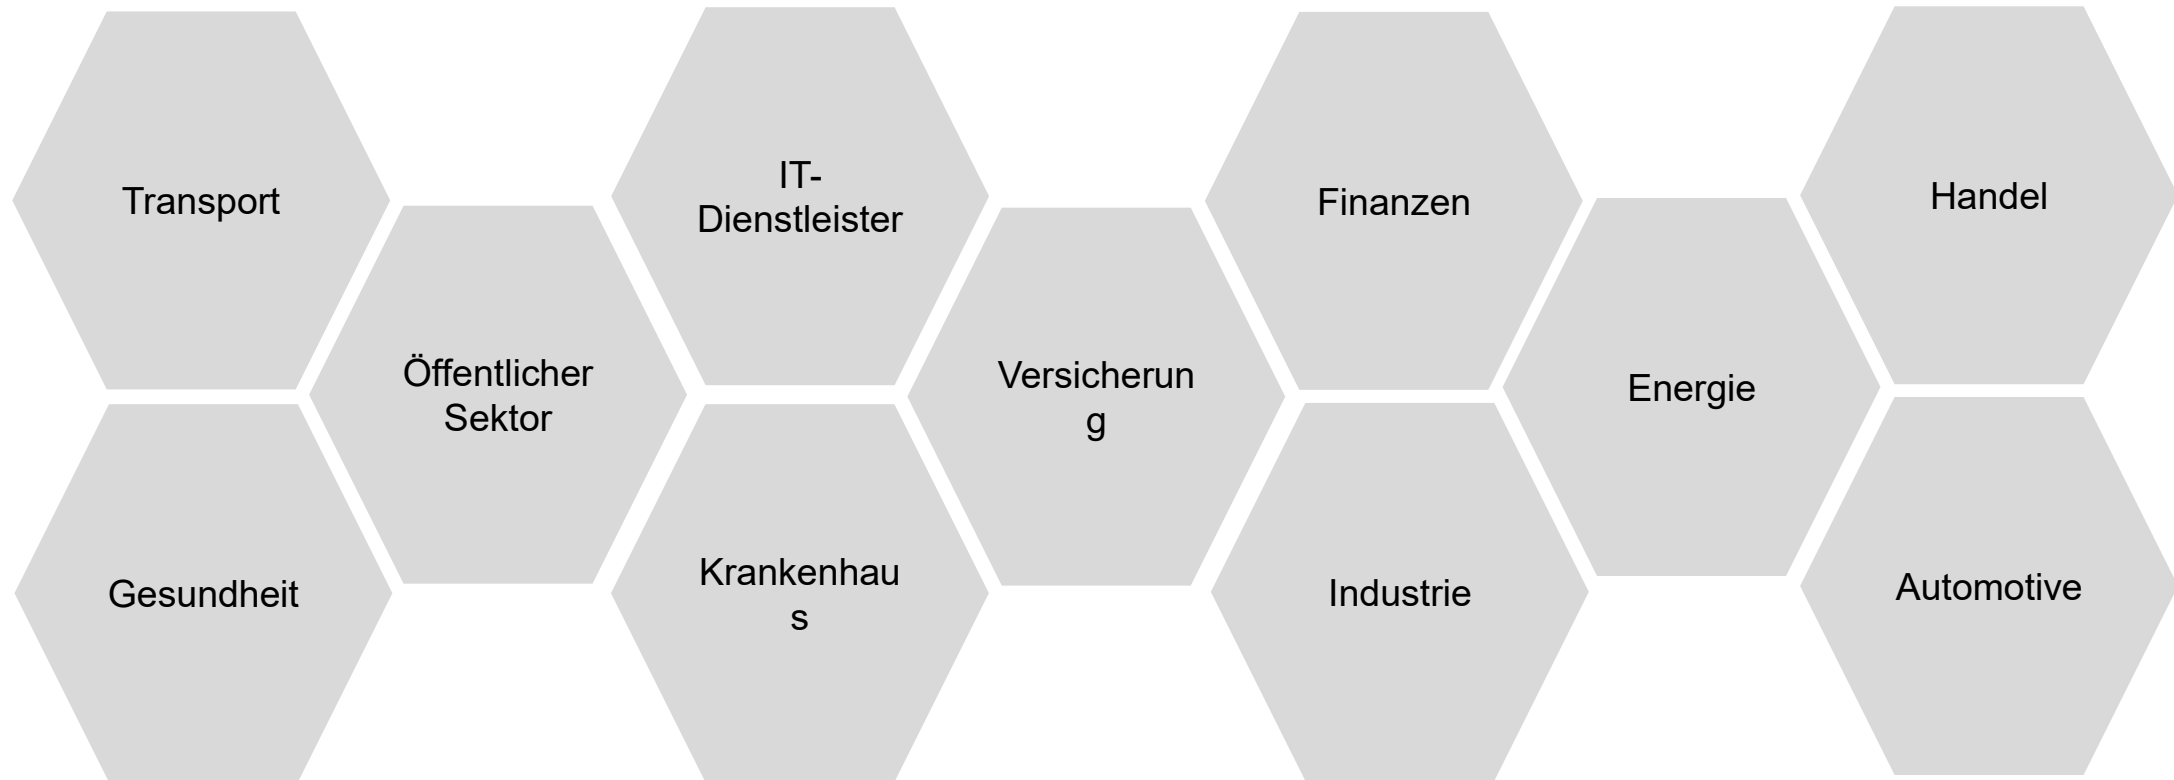 Transport
IT-
Dienstleister
Finanzen
Handel
Öffentlicher
Sektor
Versicherun
g
Energie
Gesundheit
Krankenhau
s
Industrie
Automotive